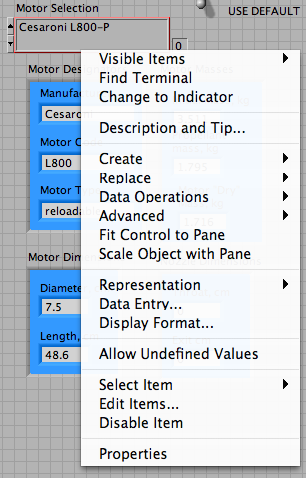 Motor Selection
USE DEFAULT
Cesaroni L800-P
0
Visible Items
Find Terminal
Change to Indicator
Description and Tip...
Create
Replace
Data Operations
Advanced
Fit Control to Pane
Scale Object with Pane
Representation
Data Entry...
Display Format...
Allow Undefined Values
Select Item
Edit Items...
Disable Item
Properties
Motor Des
Manufa
Cesaro
Motor C
L800
Motor T
reloada
Motor Dim
Diamete
7.5
Length,
48.6